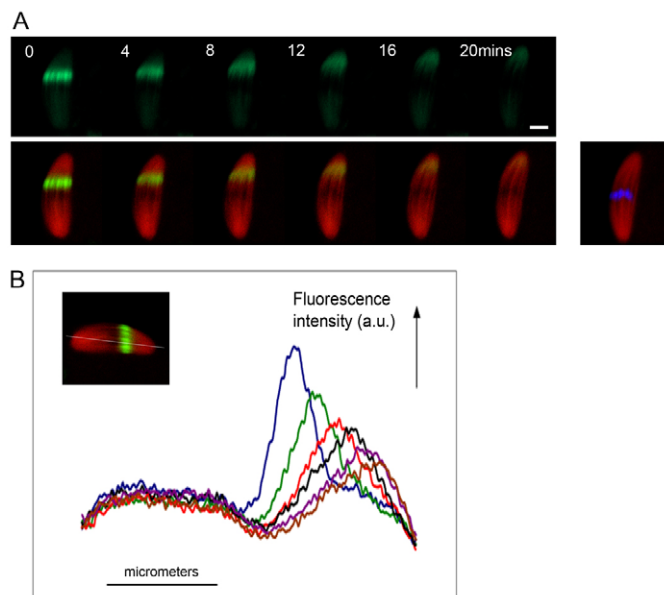 A
0 4 8 12 16 20mins
B
Fluorescence
intensity (a.u.)
micrometers